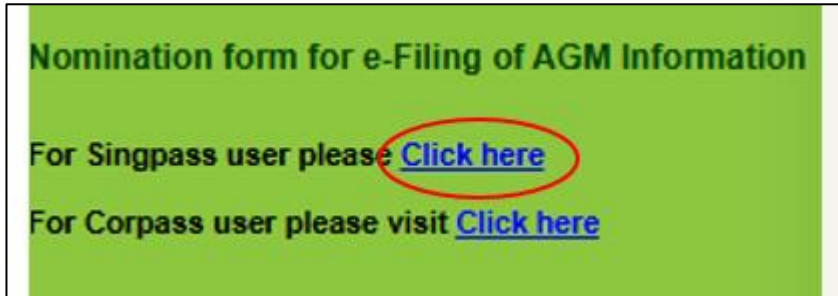 Nomination form for e-Filing of AGM Information
For Singpass user please Click here
For Corpass user please visit Click here